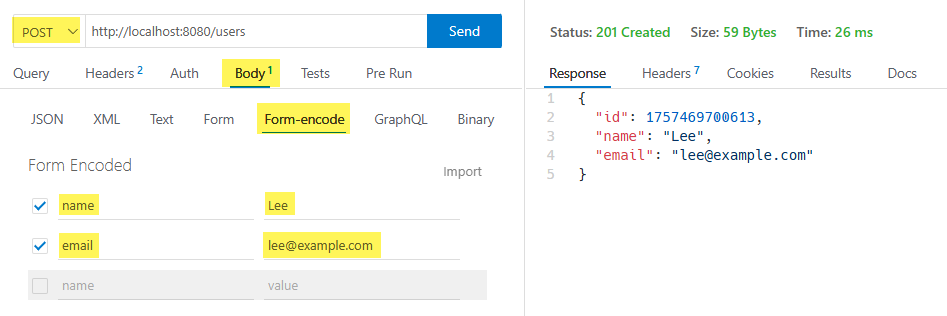 POST http://localhost:8080/users Send
Query Headers 2 Auth Body 1 Tests Pre Run
JSON XML Text Form Form-encode GraphQL Binary
Form Encoded
Import
name Lee
email lee@example.com
name value
Status: 201 Created Size: 59 Bytes Time: 26 ms
Response Headers 7 Cookies Results Docs
1 {
2 "id": 1757469700613,
3 "name": "Lee",
4 "email": "lee@example.com"
5 }